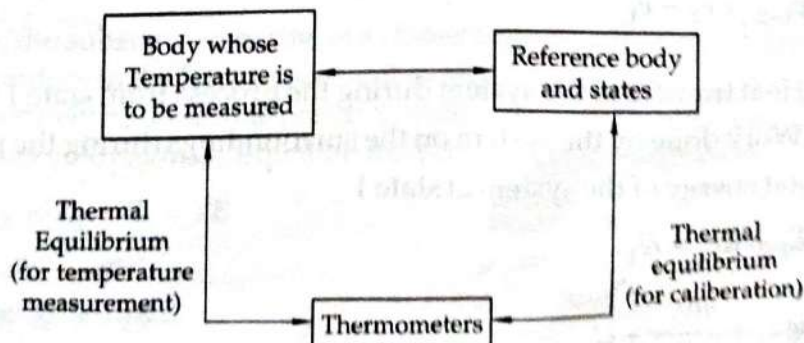 Body whose
Temperature is
to be measured
Reference body
and states
Thermal
Equilibrium
(for temperature
measurement)
Thermal
equilibrium
(for caliberation)
Thermometers